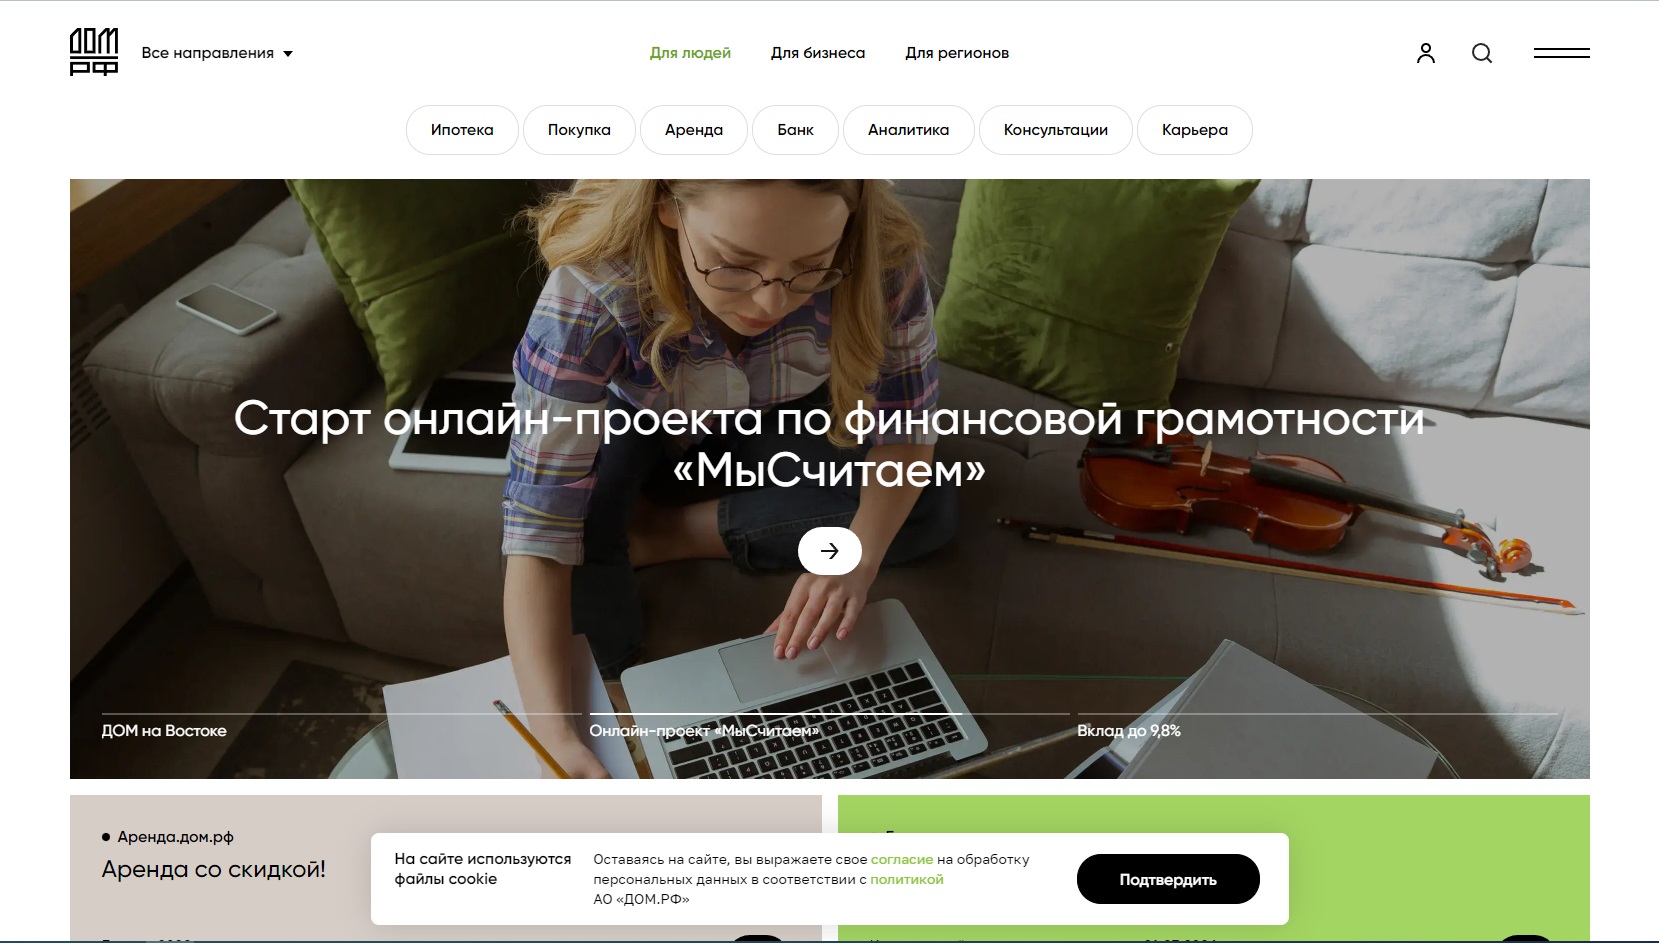 ДОМ
РФ
Все направления
Для людей
Для бизнеса
Для регионов
Ипотека
Покупка
Аренда
Банк
Аналитика
Консультации
Карьера
Старт онлайн-проекта по финансовой грамотности
«МыСчитаем»
ДОМ на Востоке
Онлайн-проект «МыСчитаем»
Вклад до 9,8%
Аренда.дом.рф
Аренда со скидкой!
На сайте используются
файлы cookie
Оставаясь на сайте, вы выражаете свое согласие на обработку
персональных данных в соответствии с политикой
АО «ДОМ.РФ»
Подтвердить